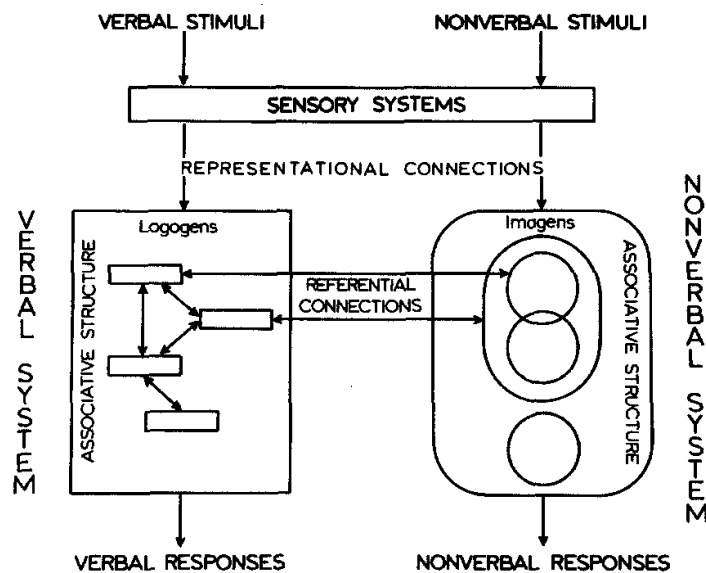 VERBAL STIMULI
NONVERBAL STIMULI
SENSORY SYSTEMS
REPRESENTATIONAL CONNECTIONS
VERBAL SYSTEM
ASSOCIATIVE STRUCTURE
Logogens
REFERENTIAL
CONNECTIONS
Imagens
ASSOCIATIVE STRUCTURE
NONVERBAL SYSTEM
VERBAL RESPONSES
NONVERBAL RESPONSES